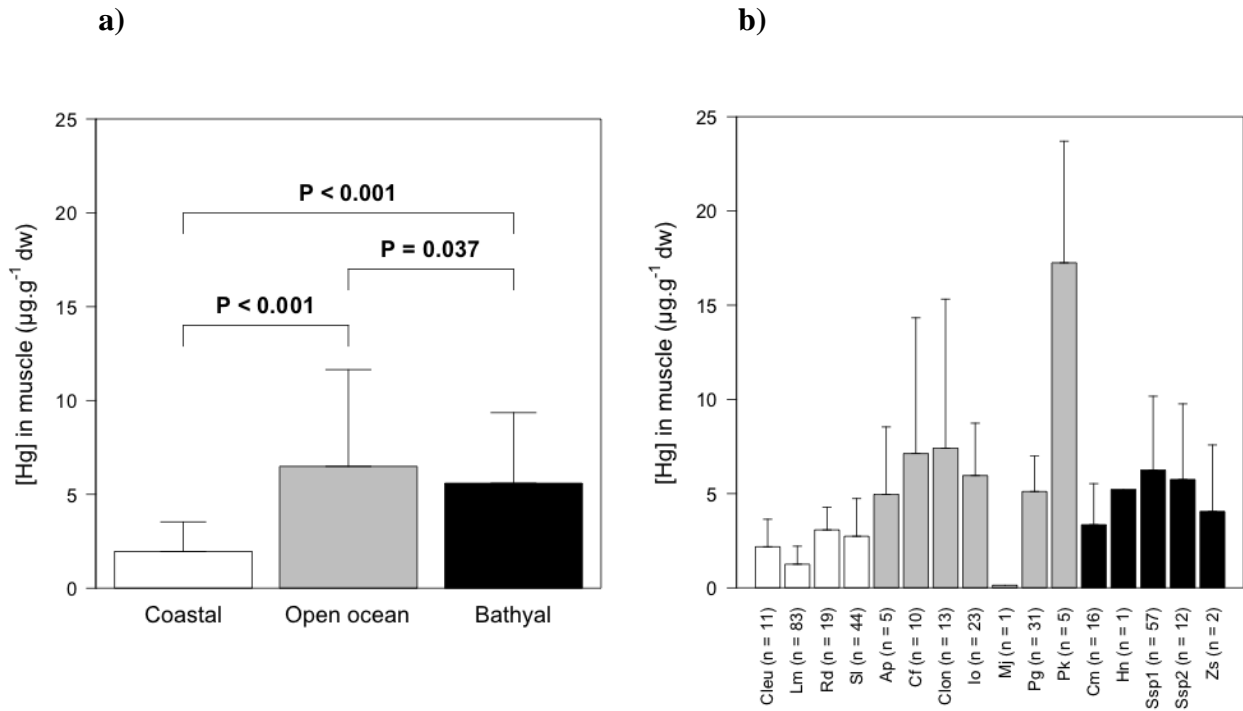 a)
25
20
15
10
5
0
[Hg] in muscle (µg.g⁻¹ dw)
P < 0.001
P = 0.037
P < 0.001
Coastal
Open ocean
Bathyal
b)
25
20
15
10
5
0
[Hg] in muscle (µg.g⁻¹ dw)
Cleu (n = 11)
Lm (n = 83)
Rd (n = 19)
Sl (n = 44)
Ap (n = 5)
Cf (n = 10)
Clon (n = 13)
Io (n = 23)
Mj (n = 1)
Pg (n = 31)
Pk (n = 5)
Cm (n = 16)
Hn (n = 1)
Ssp1 (n = 57)
Ssp2 (n = 12)
Zs (n = 2)